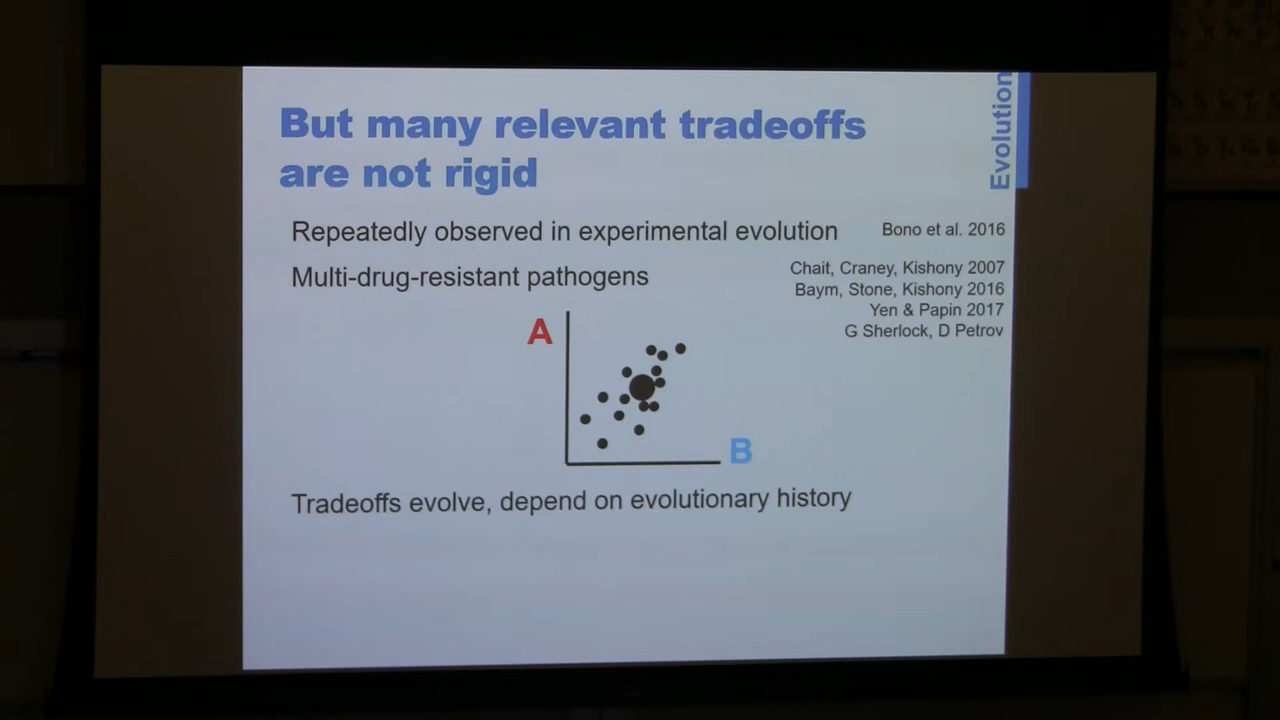 But many relevant tradeoffs
are not rigid
Evolution
Repeatedly observed in experimental evolution
Bono et al. 2016
Multi-drug-resistant pathogens
Chait, Craney, Kishony 2007
Baym, Stone, Kishony 2016
Yen & Papin 2017
G Sherlock, D Petrov
A
B
Tradeoffs evolve, depend on evolutionary history